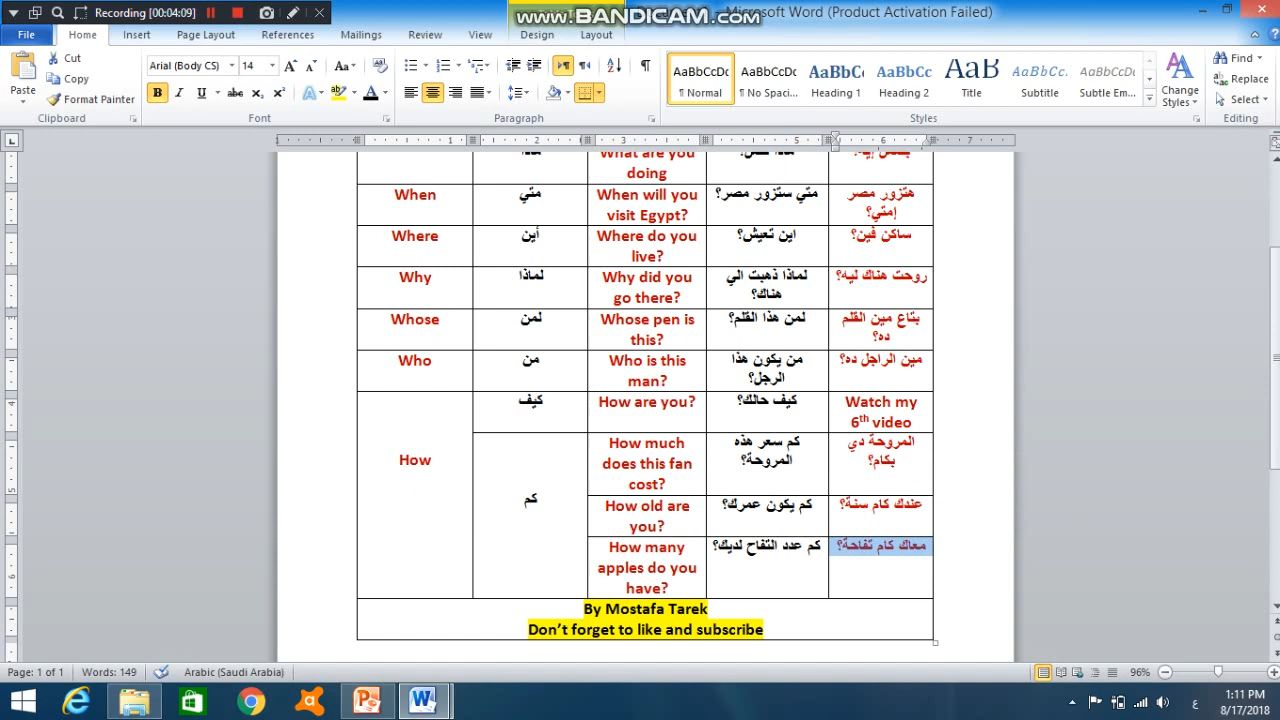 Recording [00:04:09]
www.BANDICAM.com
Microsoft Word (Product Activation Failed)
File Home Insert Page Layout References Mailings Review View Design Layout
Paste
Cut
Copy
Format Painter
Clipboard
Arial (Body CS) 14
Font
Paragraph
AaBbCcDc AaBbCcDc AaBbCc AaBbCc AaB AaBbCc. AaBbCcDc
¶ Normal ¶ No Spaci... Heading 1 Heading 2 Title Subtitle Subtle Em...
Change Styles
Styles
Find
Replace
Select
Editing
What are you
doing
When
متي
When will you
visit Egypt?
متي ستزور مصر؟
هتزور مصر
إمتي؟
Where
أين
Where do you
live?
اين تعيش؟
ساكن فين؟
Why
لماذا
Why did you
go there?
لماذا ذهبت الي
هناك؟
روحت هناك ليه؟
Whose
لمن
Whose pen is
this?
لمن هذا القلم؟
بتاع مين القلم
ده؟
Who
من
Who is this
man?
من يكون هذا
الرجل؟
مين الراجل ده؟
How
كيف
How are you?
كيف حالك؟
Watch my
6th video
كم
How much
does this fan
cost?
كم سعر هذه
المروحة؟
المروحة دي
بكام؟
How old are
you?
كم يكون عمرك؟
عندك كام سنة؟
How many
apples do you
have?
كم عدد التفاح لديك؟
معاك كام تفاحة؟
By Mostafa Tarek
Don't forget to like and subscribe
Page: 1 of 1 Words: 149 Arabic (Saudi Arabia) 96%
ع 1:11 PM
8/17/2018